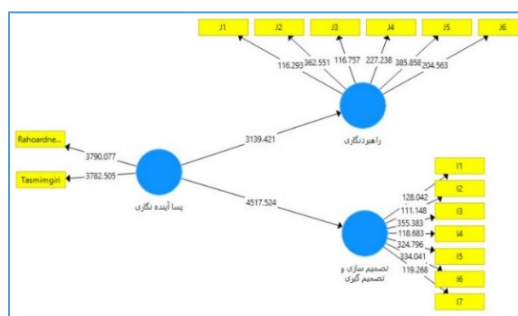 J1
J2
J3
J4
J5
J6
116.293
362.551
116.757
227.238
385.858
204.563
راهبردنگاری
3139.421
Rahoardne...
3790.077
Tasmimgiri
3782.505
پسا آینده نگاری
4517.524
I1
I2
I3
I4
I5
I6
I7
128.042
111.148
355.383
118.683
324.796
334.041
119.268
تصمیم سازی و
تصمیم گیری